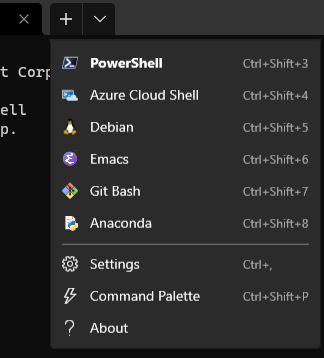 t Corp
ell
p.
PowerShell Ctrl+Shift+3
Azure Cloud Shell Ctrl+Shift+4
Debian Ctrl+Shift+5
Emacs Ctrl+Shift+6
Git Bash Ctrl+Shift+7
Anaconda Ctrl+Shift+8
Settings Ctrl+,
Command Palette Ctrl+Shift+P
About